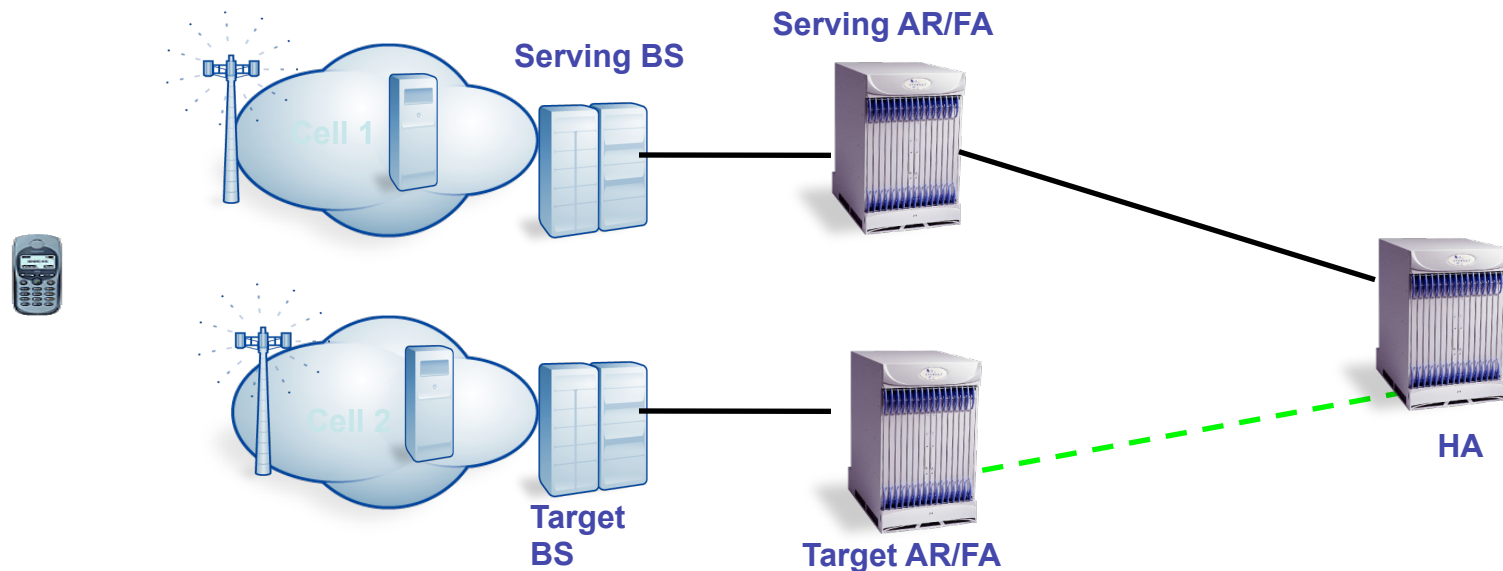 Serving AR/FA
Serving BS
Cell 1
Cell 2
HA
Target
BS
Target AR/FA